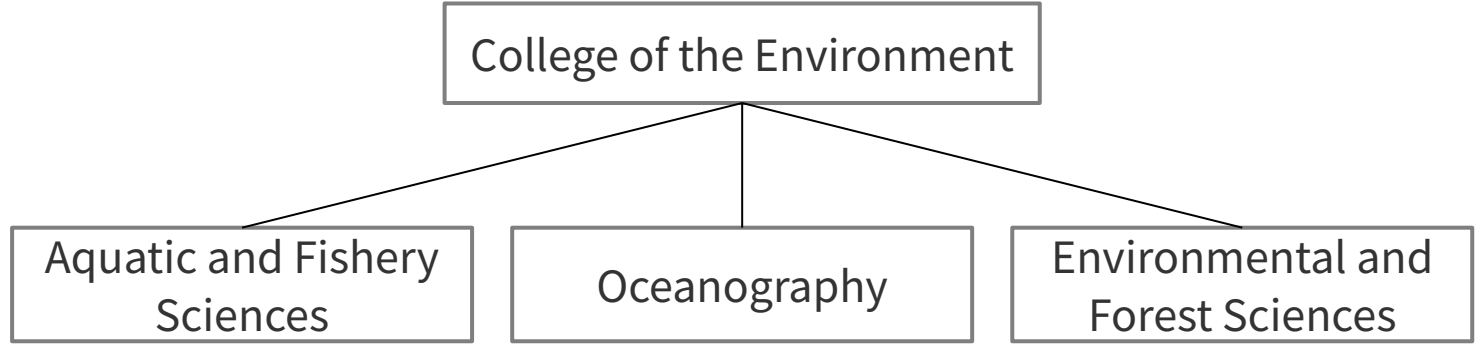 College of the Environment
Aquatic and Fishery
Sciences
Oceanography
Environmental and
Forest Sciences